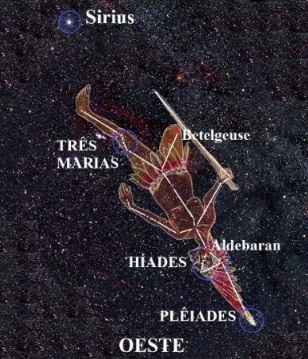 Sirius
Betelgeuse
TRÊS
MARIAS
Aldebaran
HÍADES
PLÊIADES
OESTE